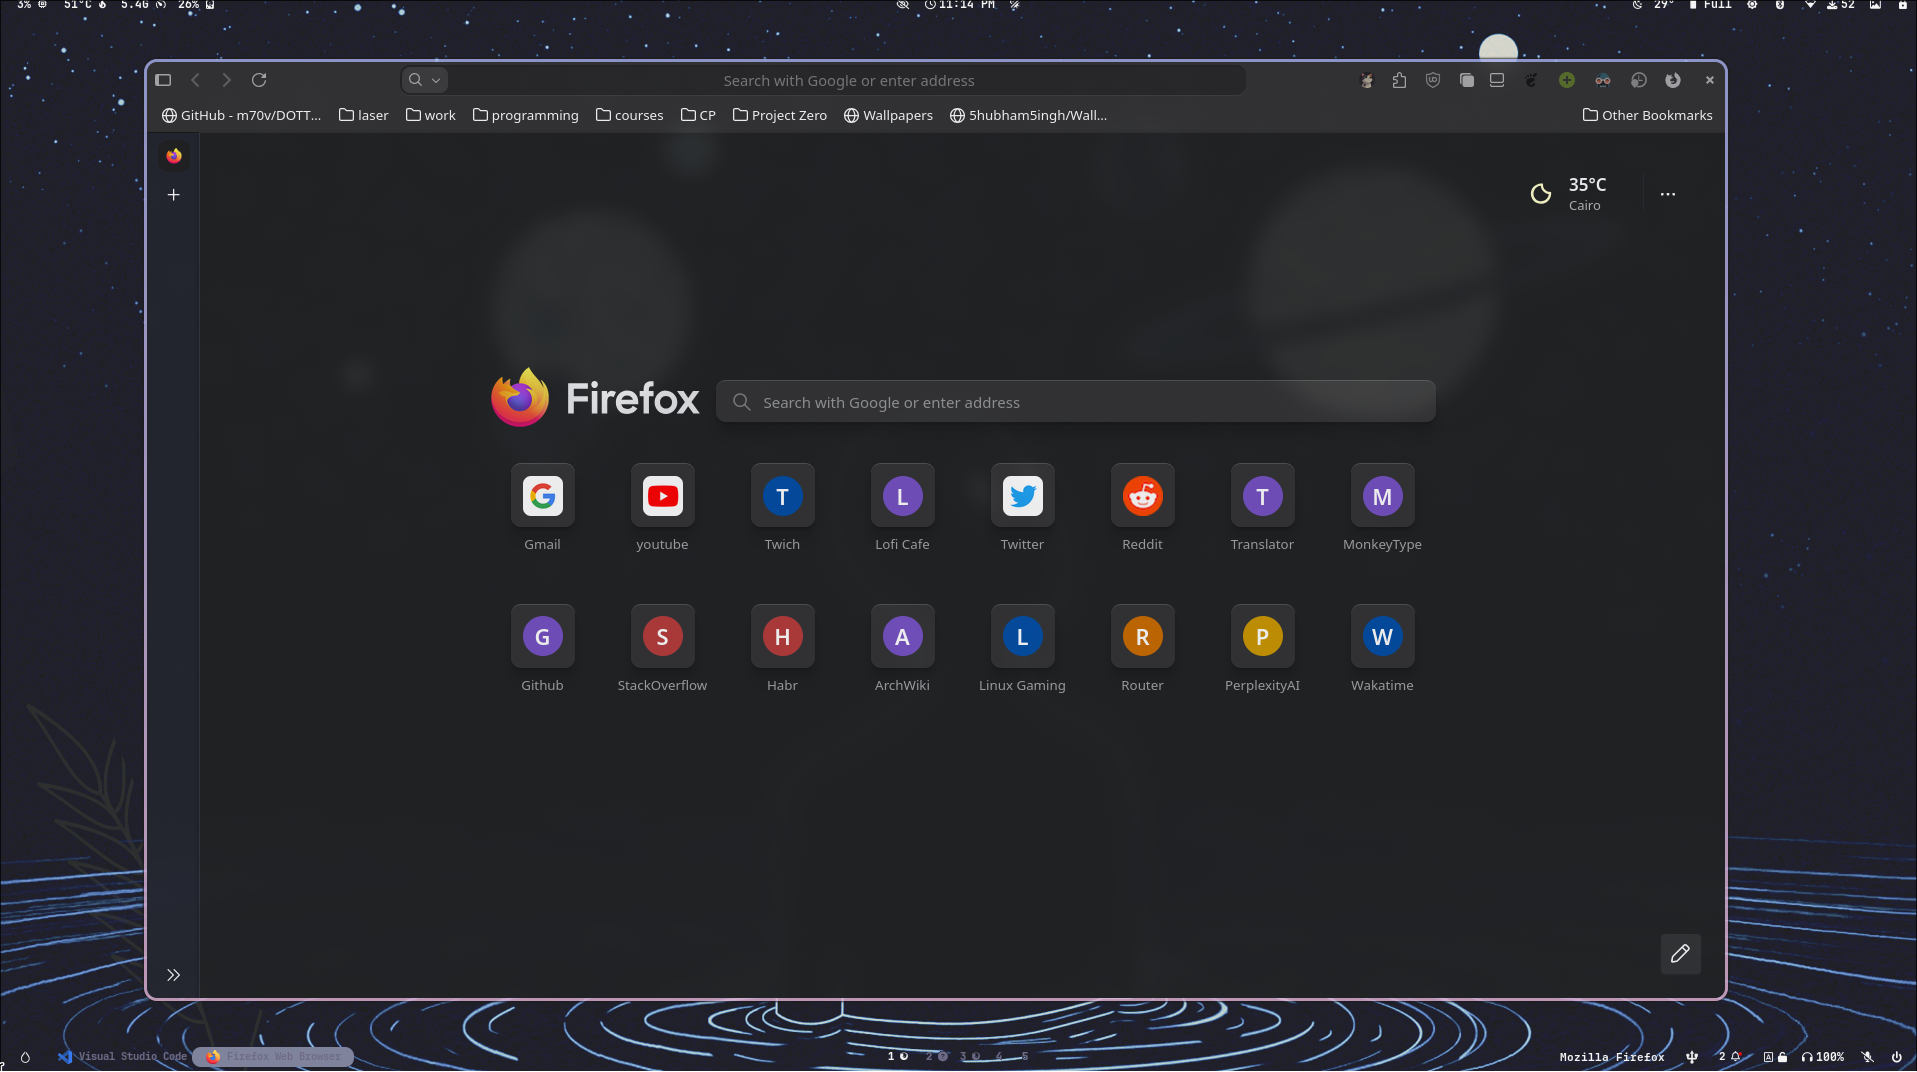 3% 51°C 5.4G 26% 11:14 PM 29° Full 52
Search with Google or enter address
GitHub - m70v/DOTT... laser work programming courses CP Project Zero Wallpapers 5hubham5ingh/Wall... Other Bookmarks
35°C
Cairo
Firefox Search with Google or enter address
Gmail youtube Twich Lofi Cafe Twitter Reddit Translator MonkeyType
T L T M
G S H A L R P W
Github StackOverflow Habr ArchWiki Linux Gaming Router PerplexityAI Wakatime
Visual Studio Code Firefox Web Browser 1 2 3 4 5 Mozilla Firefox 2 A 100%